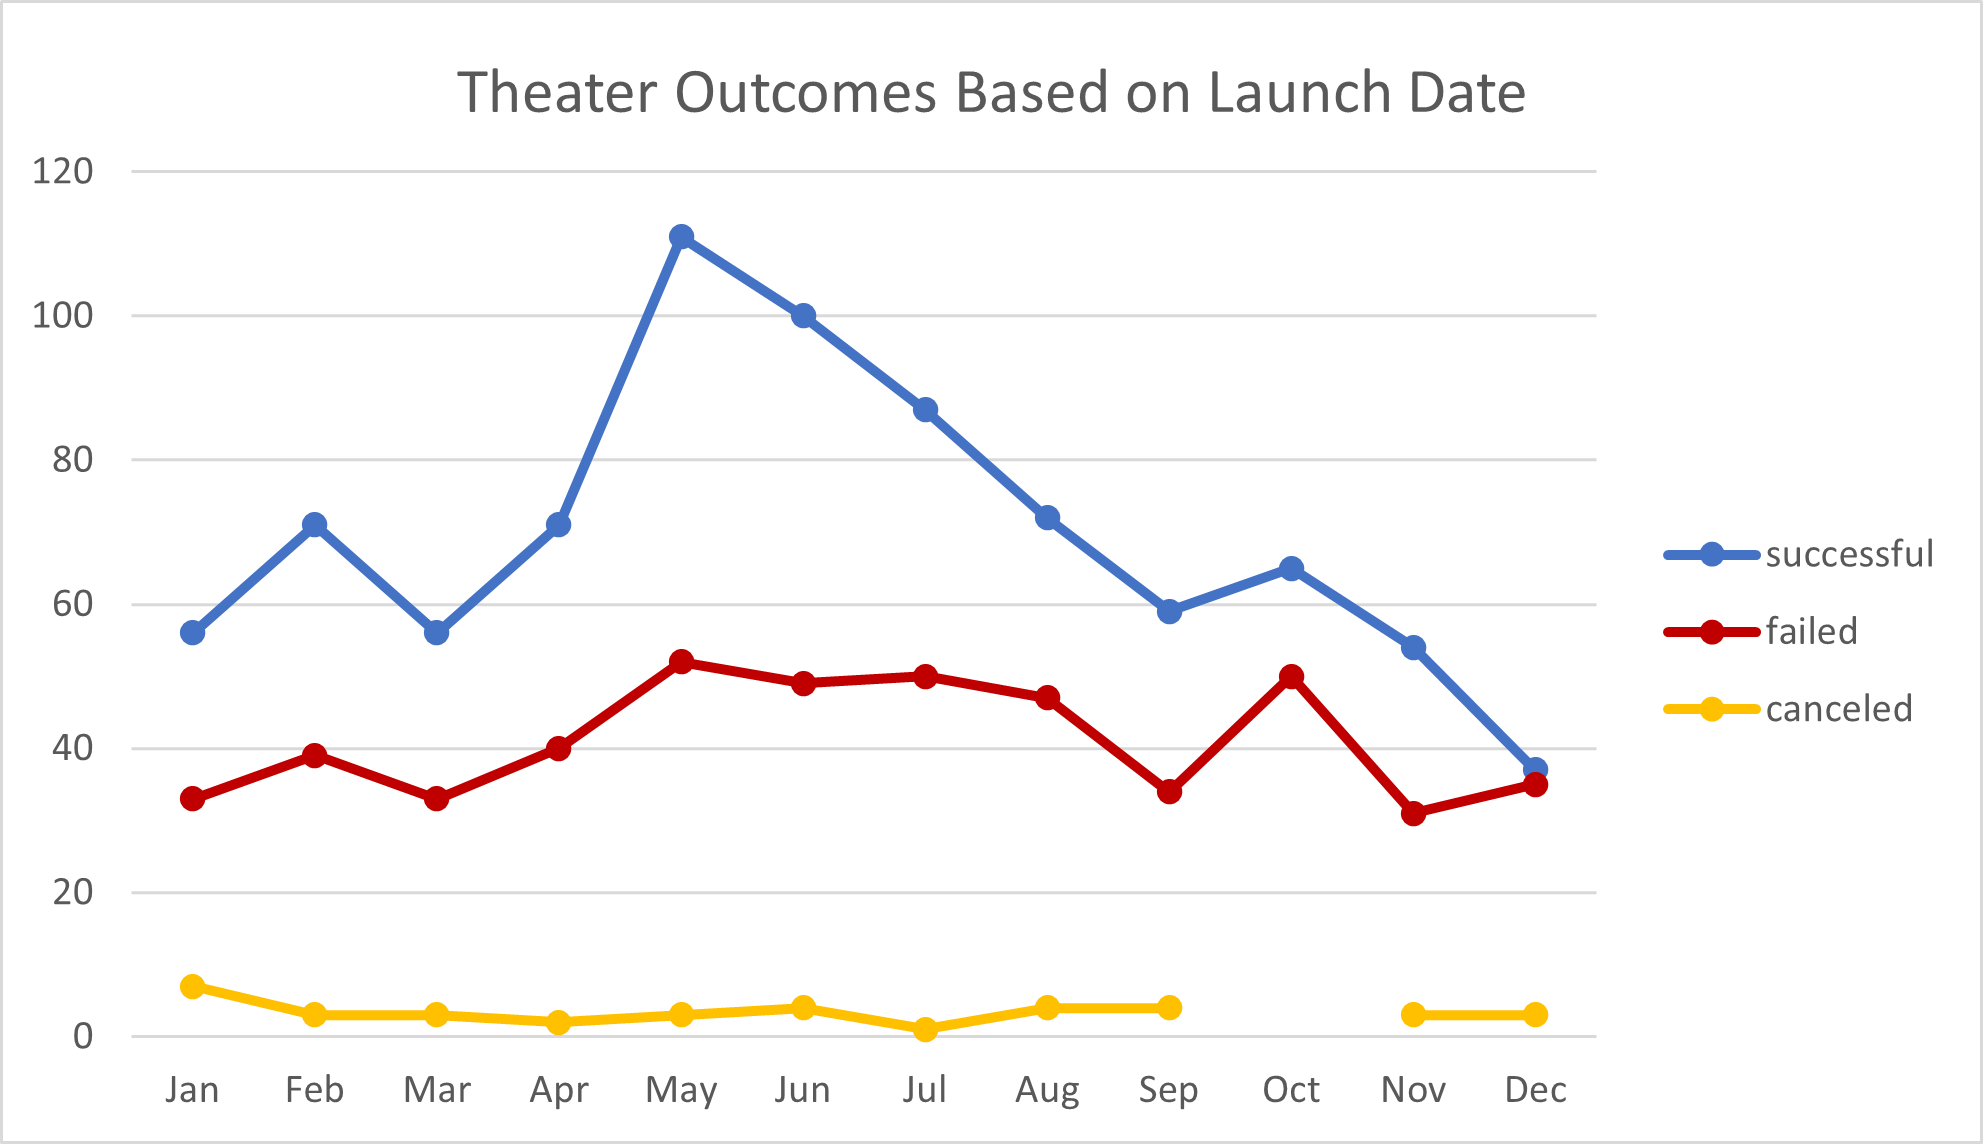 Theater Outcomes Based on Launch Date
120
100
80
60
40
20
0
Jan Feb Mar Apr May Jun Jul Aug Sep Oct Nov Dec
successful
failed
canceled